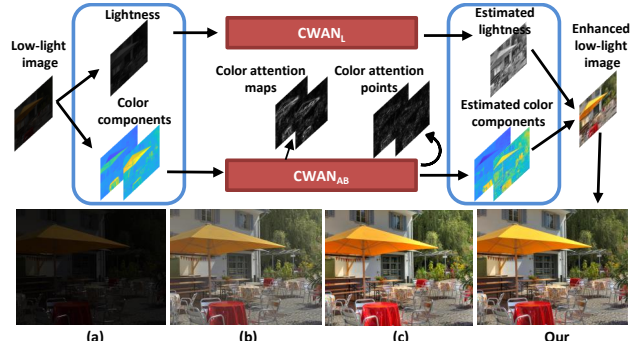 Low-light
image
Lightness
Color
components
CWAN_L
Color attention
maps
Color attention
points
CWAN_AB
Estimated
lightness
Estimated color
components
Enhanced
low-light
image
(a)
(b)
(c)
Our